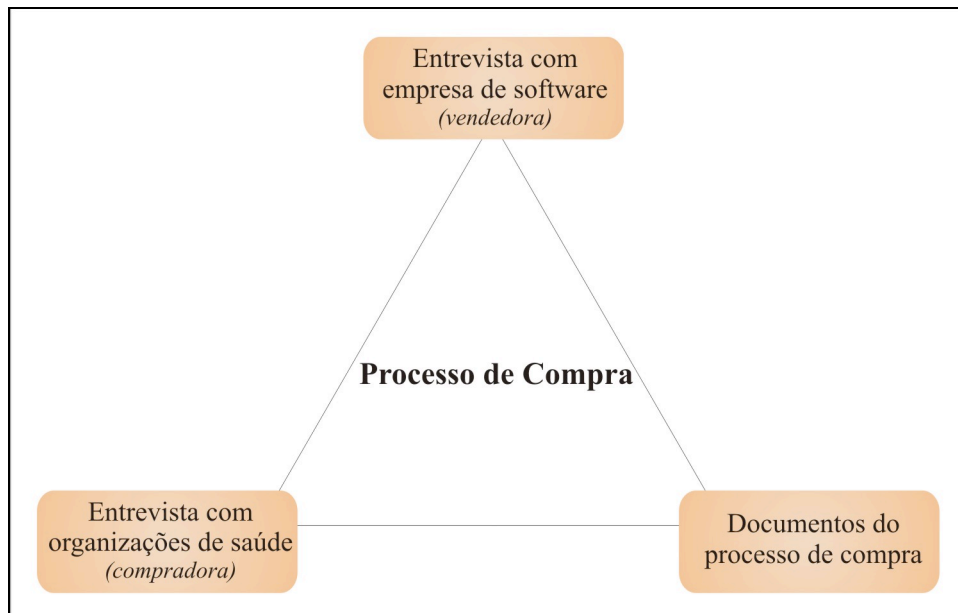 Entrevista com
empresa de software
(vendedora)
Processo de Compra
Entrevista com
organizações de saúde
(compradora)
Documentos do
processo de compra